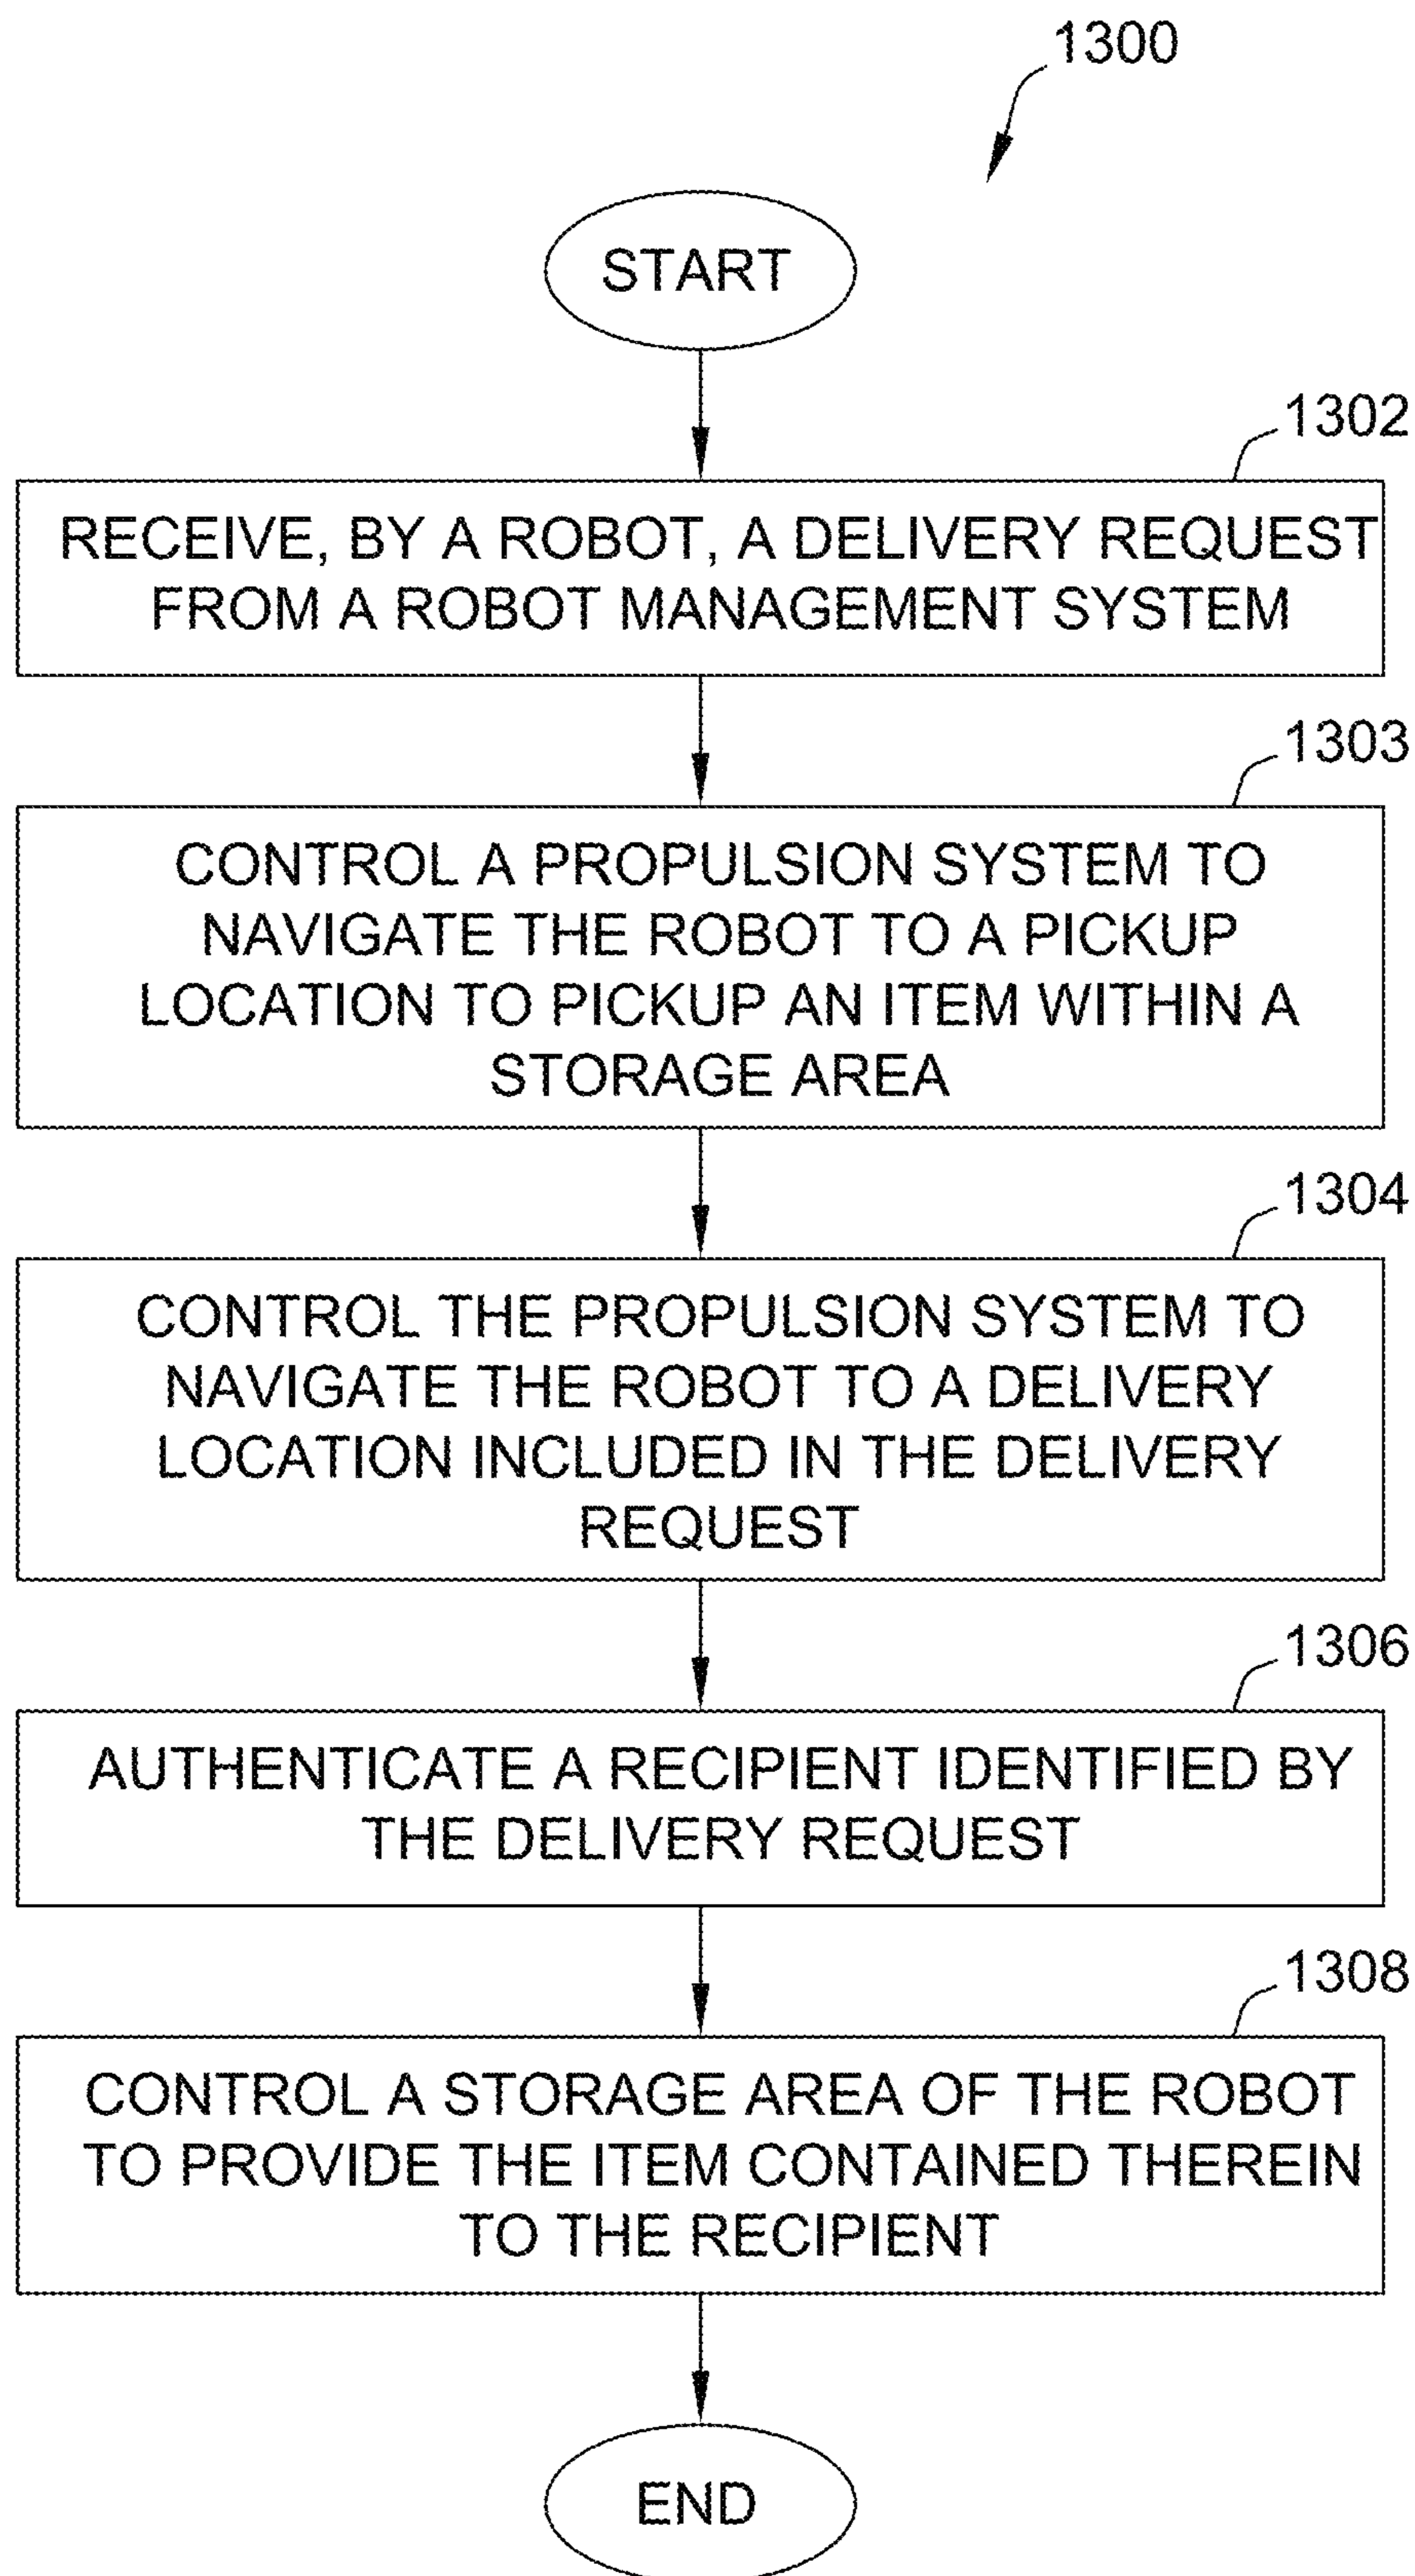 1300
START
1302
RECEIVE, BY A ROBOT, A DELIVERY REQUEST
FROM A ROBOT MANAGEMENT SYSTEM
1303
CONTROL A PROPULSION SYSTEM TO
NAVIGATE THE ROBOT TO A PICKUP
LOCATION TO PICKUP AN ITEM WITHIN A
STORAGE AREA
1304
CONTROL THE PROPULSION SYSTEM TO
NAVIGATE THE ROBOT TO A DELIVERY
LOCATION INCLUDED IN THE DELIVERY
REQUEST
1306
AUTHENTICATE A RECIPIENT IDENTIFIED BY
THE DELIVERY REQUEST
1308
CONTROL A STORAGE AREA OF THE ROBOT
TO PROVIDE THE ITEM CONTAINED THEREIN
TO THE RECIPIENT
END